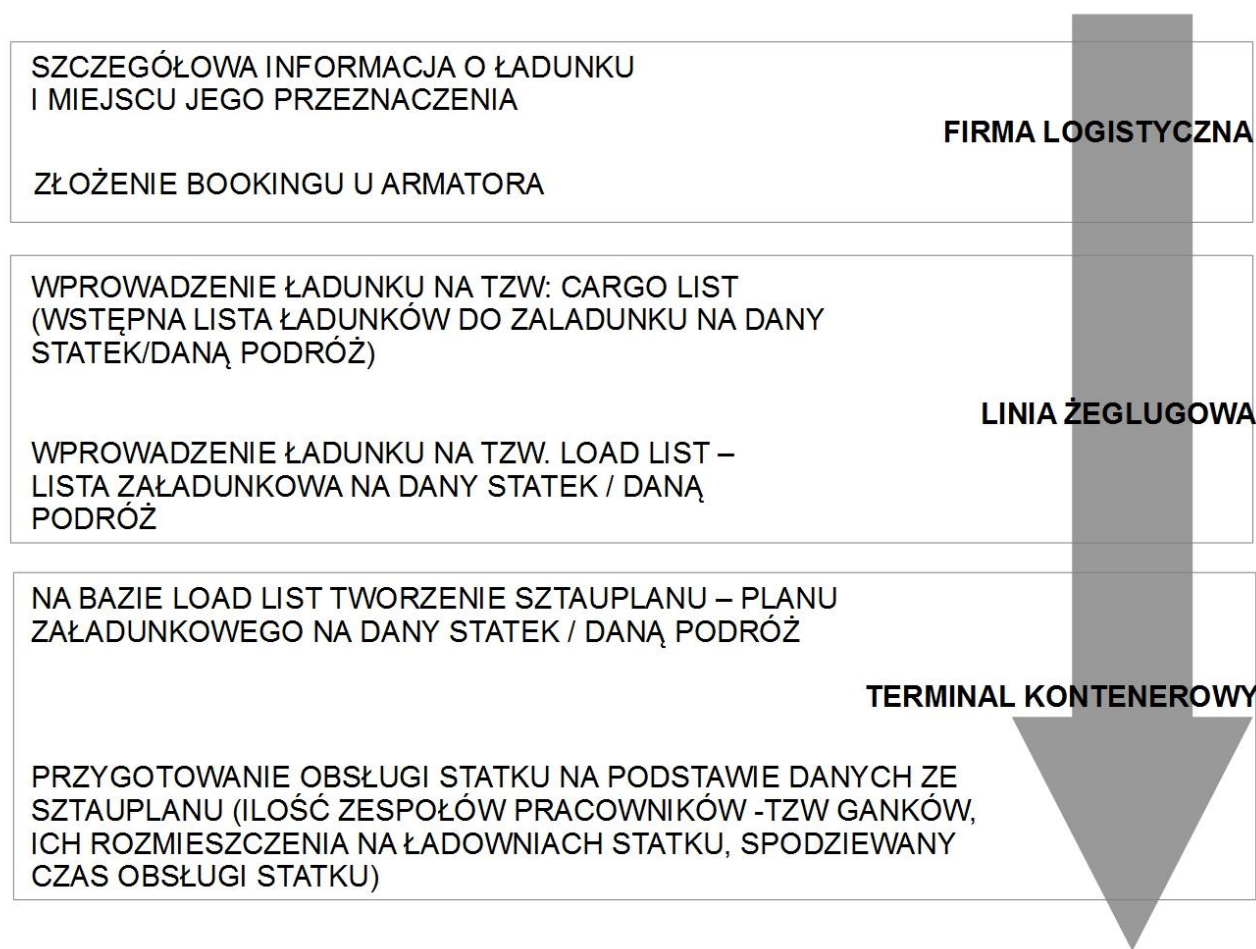 SZCZEGÓŁOWA INFORMACJA O ŁADUNKU
I MIEJSCU JEGO PRZEZNACZENIA
FIRMA LOGISTYCZNA
ZŁOŻENIE BOOKINGU U ARMATORA
WPROWADZENIE ŁADUNKU NA TZW: CARGO LIST
(WSTĘPNA LISTA ŁADUNKÓW DO ZALADUNKU NA DANY
STATEK/DANĄ PODRÓŻ)
LINIA ŻEGLUGOWA
WPROWADZENIE ŁADUNKU NA TZW. LOAD LIST –
LISTA ZAŁADUNKOWA NA DANY STATEK / DANĄ
PODRÓŻ
NA BAZIE LOAD LIST TWORZENIE SZTAUPLANU – PLANU
ZAŁADUNKOWEGO NA DANY STATEK / DANĄ PODRÓŻ
TERMINAL KONTENEROWY
PRZYGOTOWANIE OBSŁUGI STATKU NA PODSTAWIE DANYCH ZE
SZTAUPLANU (ILOŚĆ ZESPOŁÓW PRACOWNIKÓW -TZW GANKÓW,
ICH ROZMIESZCZENIA NA ŁADOWNIACH STATKU, SPODZIEWANY
CZAS OBSŁUGI STATKU)